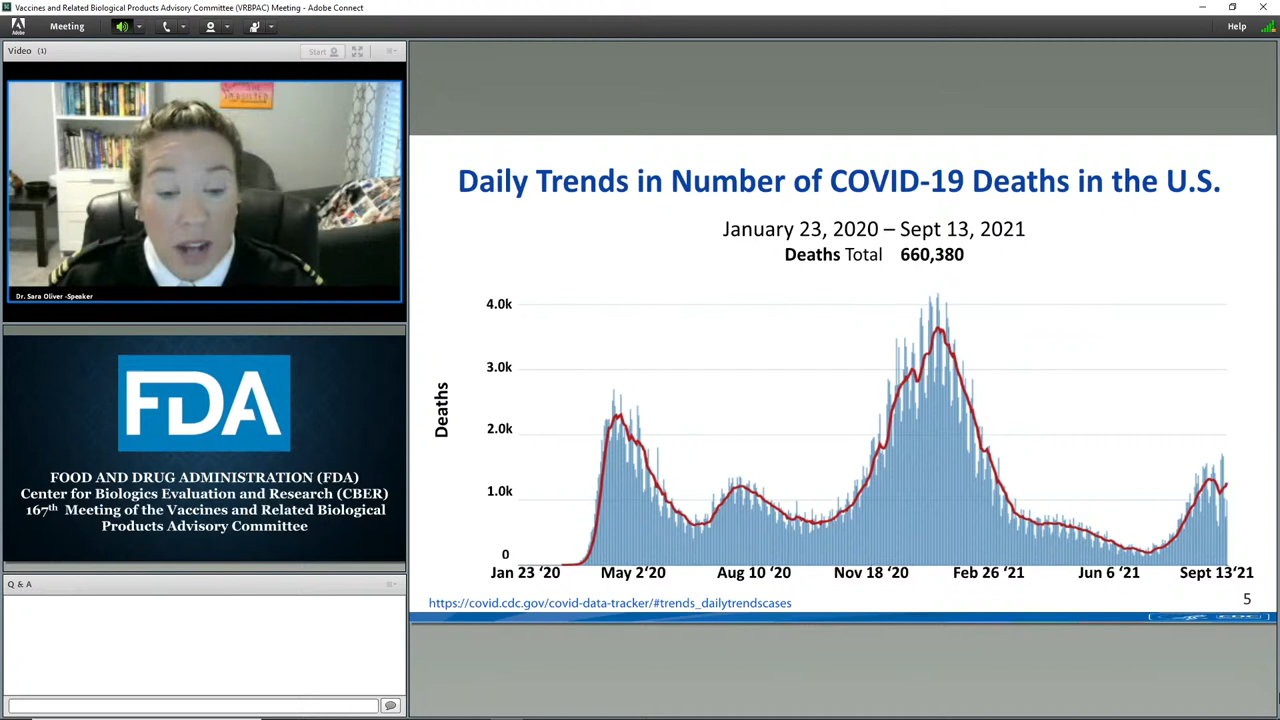 Vaccines and Related Biological Products Advisory Committee (VRBPAC) Meeting - Adobe Connect
Meeting
Help
Video (1)
Start
Dr. Sara Oliver -Speaker
FDA
FOOD AND DRUG ADMINISTRATION (FDA)
Center for Biologics Evaluation and Research (CBER)
167th Meeting of the Vaccines and Related Biological
Products Advisory Committee
Q & A
Daily Trends in Number of COVID-19 Deaths in the U.S.
January 23, 2020 – Sept 13, 2021
Deaths Total 660,380
Deaths
4.0k
3.0k
2.0k
1.0k
0
Jan 23 '20 May 2'20 Aug 10 '20 Nov 18 '20 Feb 26 '21 Jun 6 '21 Sept 13'21
https://covid.cdc.gov/covid-data-tracker/#trends_dailytrendscases
5